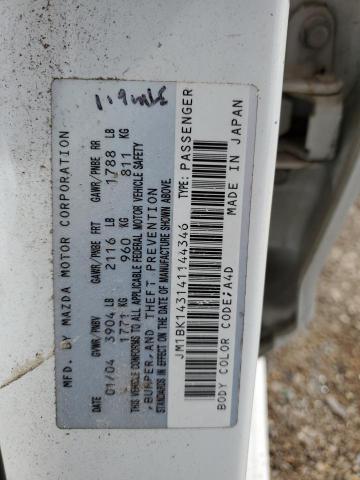 MFD. BY MAZDA MOTOR CORPORATION
DATE GVWR/PNBV GAWR/PNBE FRT GAWR/PNBE RR
01/04 3904 LB 2116 LB 1788 LB
1771 KG 960 KG 811 KG
THIS VEHICLE CONFORMS TO ALL APPLICABLE FEDERAL MOTOR VEHICLE SAFETY
, BUMPER, AND THEFT PREVENTION
STANDARDS IN EFFECT ON THE DATE OF MANUFACTURE SHOWN ABOVE.
JM1BK143141144346 TYPE: PASSENGER
BODY COLOR CODE:A4D MADE IN JAPAN